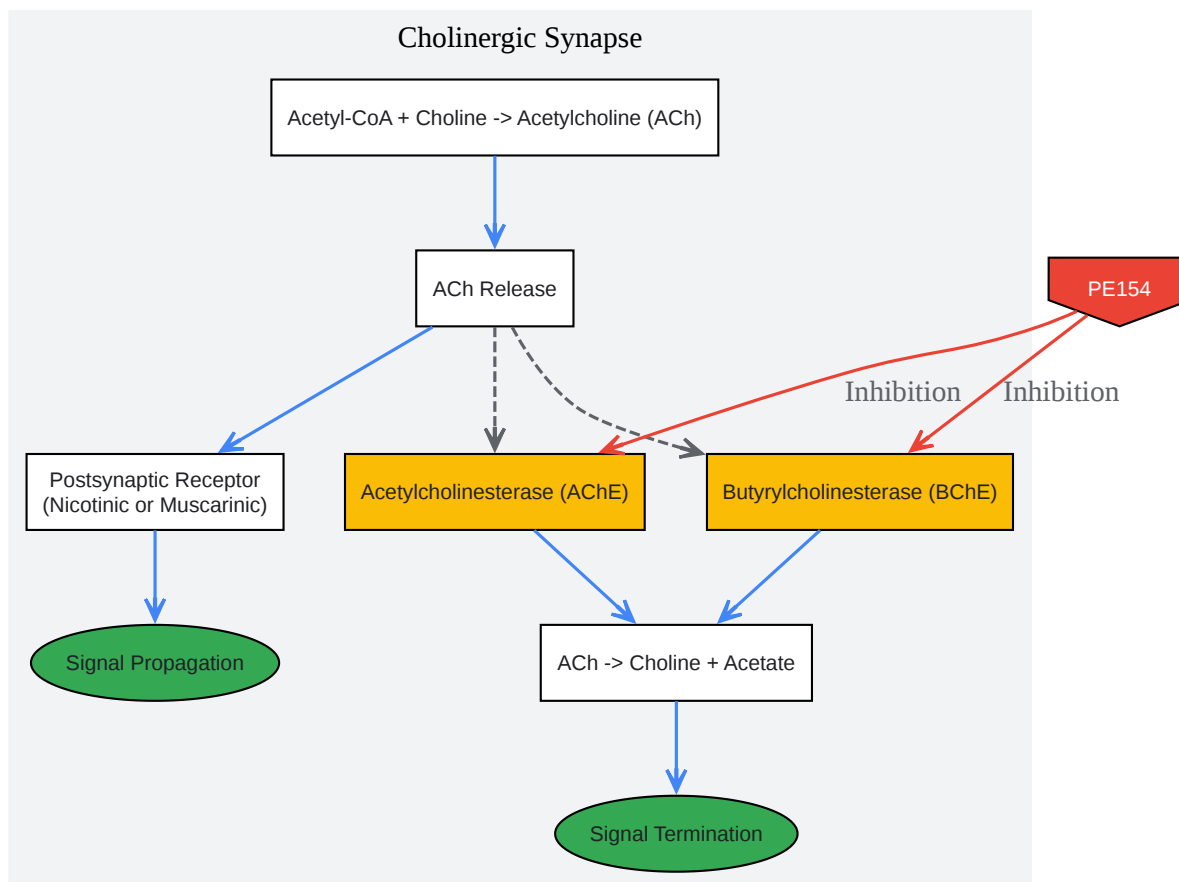 Cholinergic Synapse
Acetyl-CoA + Choline -> Acetylcholine (ACh)
ACh Release
PE154
Inhibition
Inhibition
Postsynaptic Receptor
(Nicotinic or Muscarinic)
Acetylcholinesterase (AChE)
Butyrylcholinesterase (BChE)
Signal Propagation
ACh -> Choline + Acetate
Signal Termination